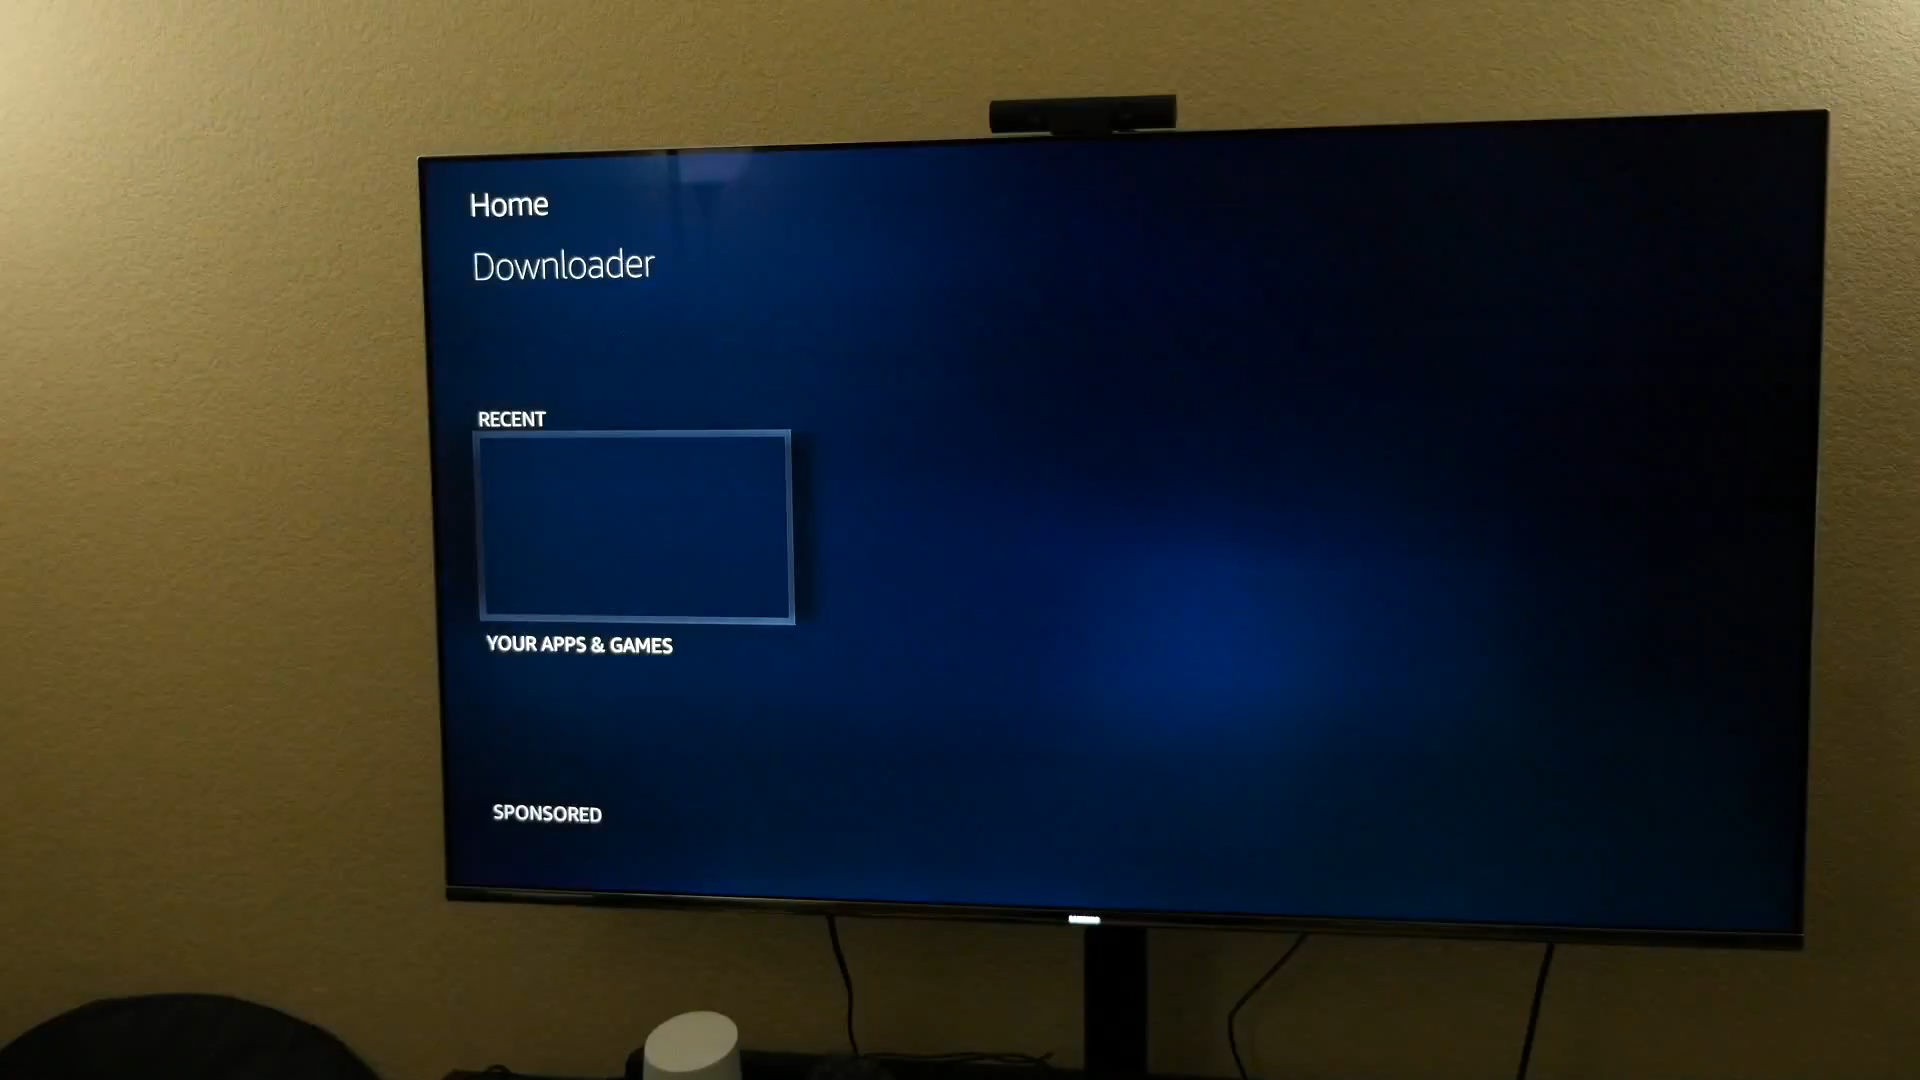 Home
Downloader
RECENT
YOUR APPS & GAMES
SPONSORED